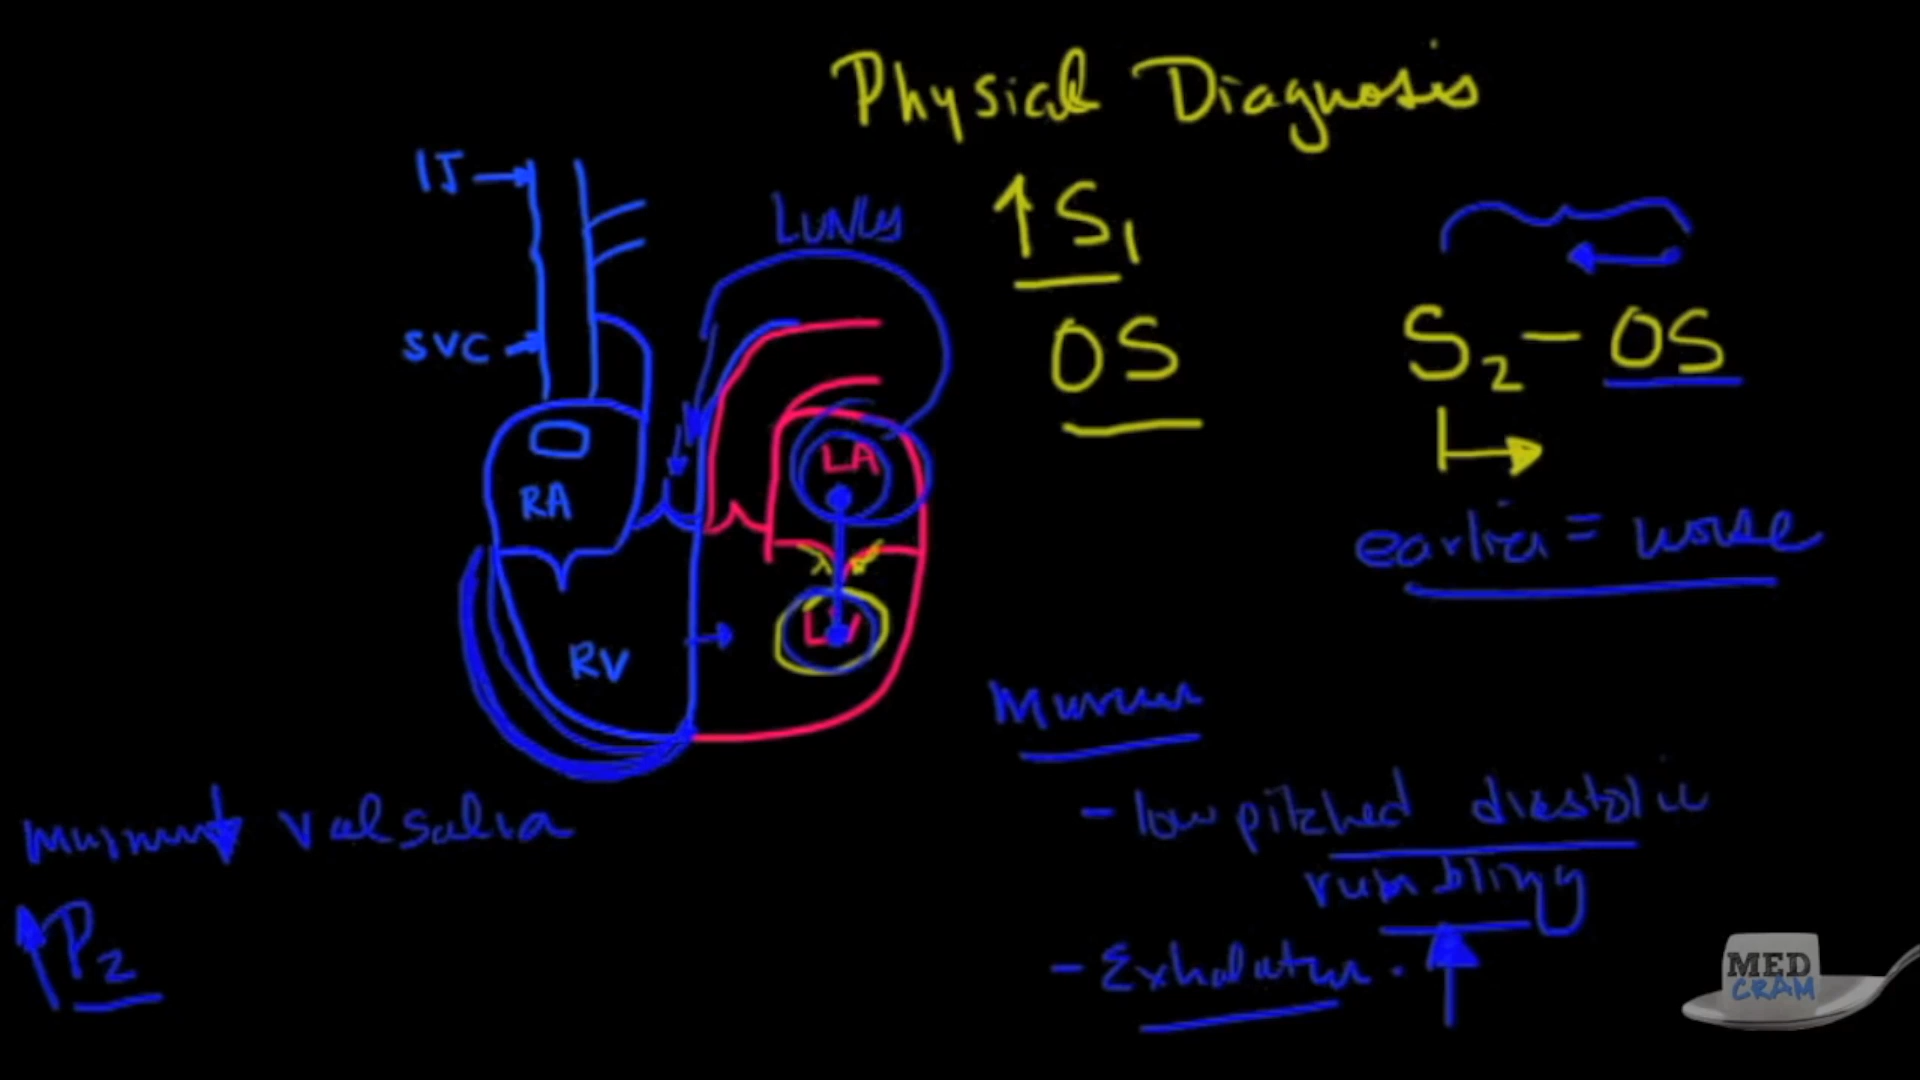 Physical Diagnosis
IJ
LUNGS
↑ S1
SVC
OS
S2 - OS
LA
RA
earlier = worse
LV
RV
Murmur
- low pitched diastolic
rumbling
murmur ↓ valsalva
↑ P2
- Exhalation. ↑
MED
CRAM